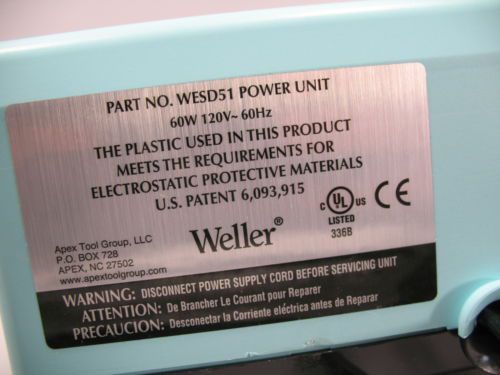 PART NO. WESD51 POWER UNIT
60W 120V~ 60Hz
THE PLASTIC USED IN THIS PRODUCT
MEETS THE REQUIREMENTS FOR
ELECTROSTATIC PROTECTIVE MATERIALS
U.S. PATENT 6,093,915
Apex Tool Group, LLC
P.O. BOX 728
APEX, NC 27502
www.apextoolgroup.com
Weller®
C UL US CE
LISTED
336B
WARNING: DISCONNECT POWER SUPPLY CORD BEFORE SERVICING UNIT
ATTENTION: De Brancher Le Courant pour Reparer
PRECAUCION: Desconectar la Corriente eléctrica antes de Reparar